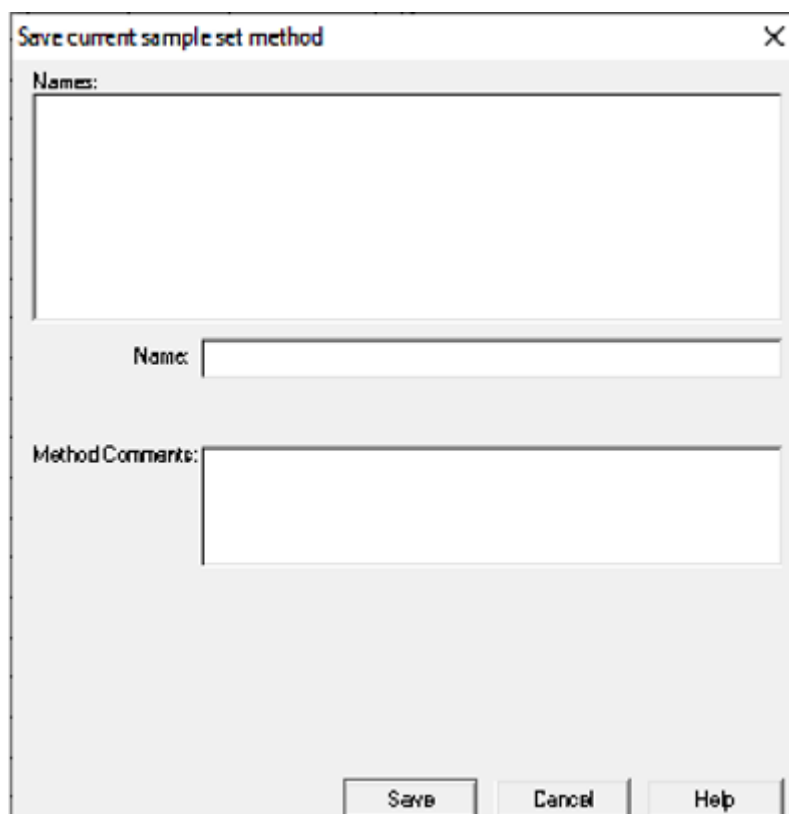 Save current sample set method
Names:
Name:
Method Comments:
Save Cancel Help